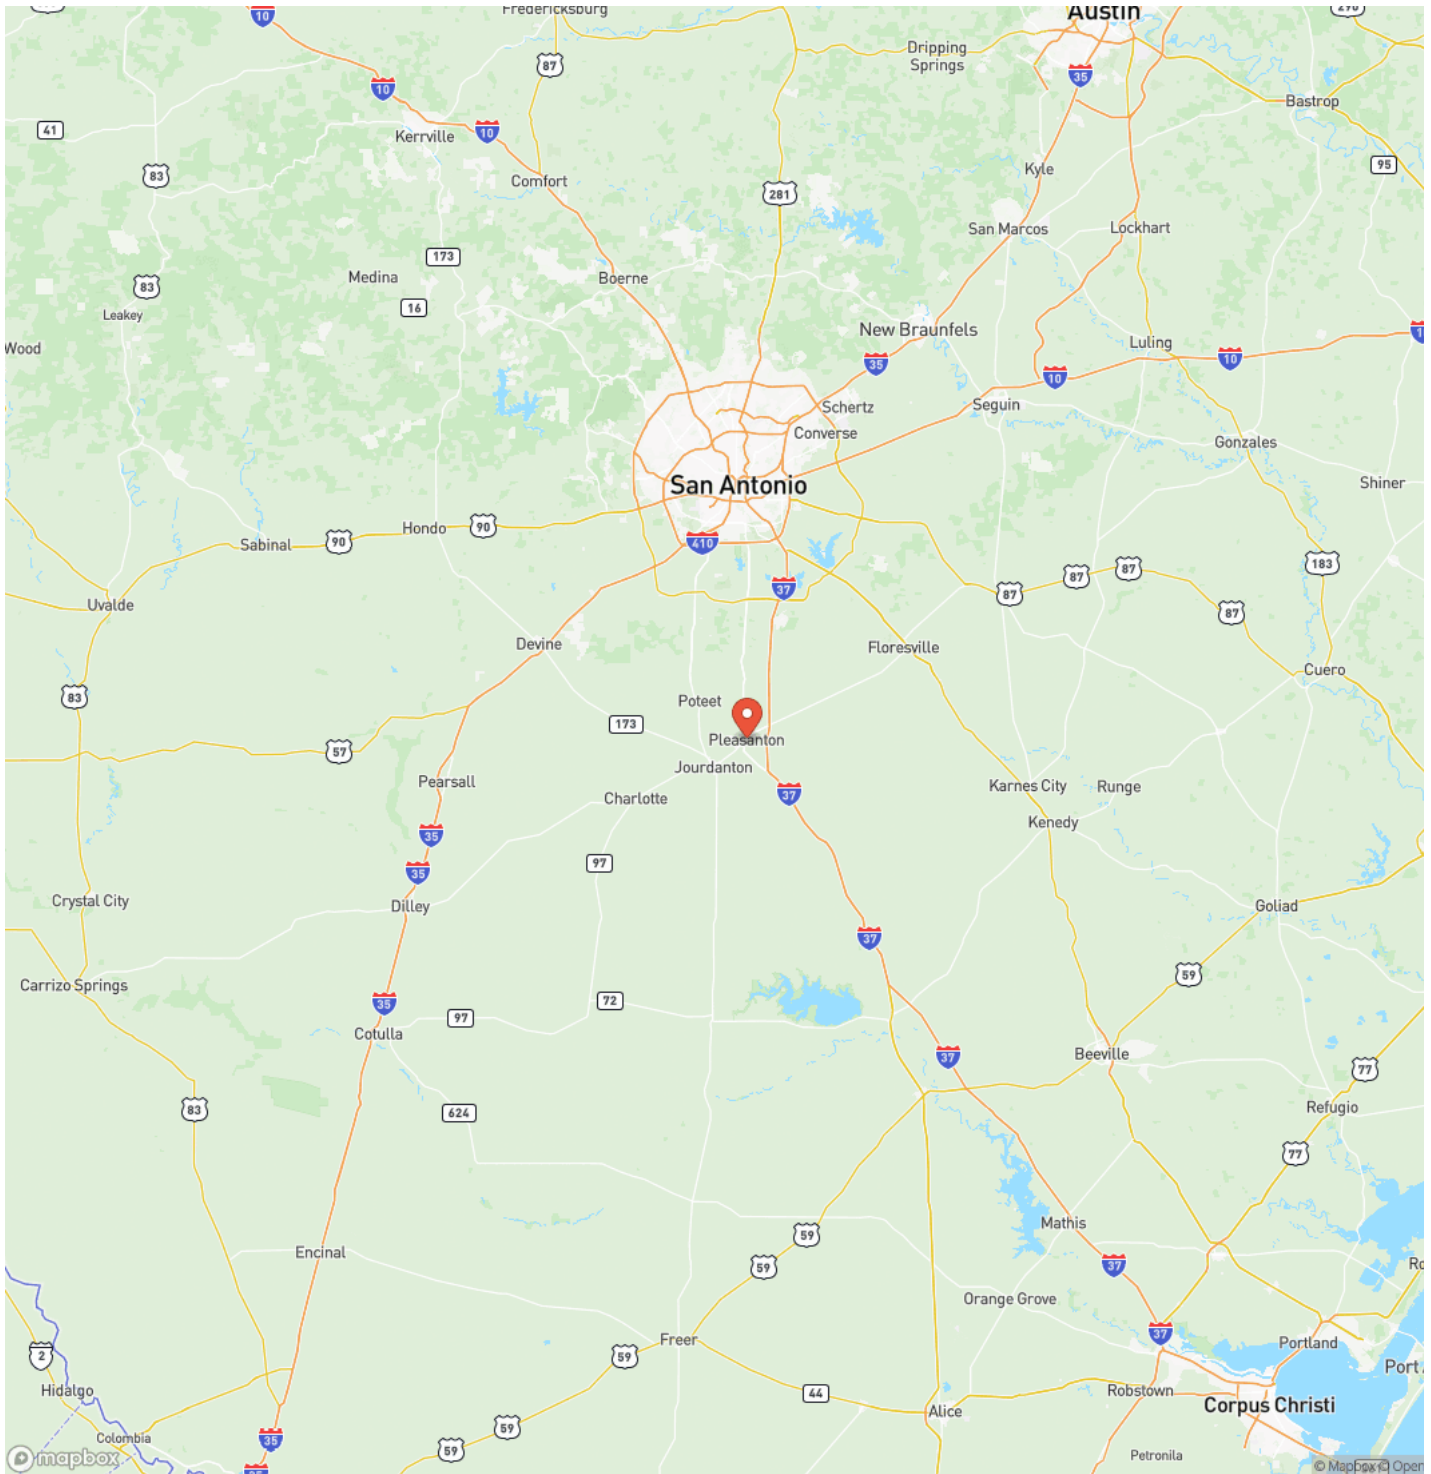 Fredericksburg
Austin
290
10
87
Dripping
Springs
35
10
Bastrop
41
Kerrville
10
95
83
Comfort
281
Kyle
San Marcos
Lockhart
173
Medina
Boerne
83
16
Leakey
New Braunfels
Wood
Luling
35
10
10
Schertz
Seguin
Converse
Gonzales
San Antonio
Shiner
Hondo
90
Sabinal
90
410
183
87
87
37
87
Uvalde
87
Devine
Floresville
Cuero
83
Poteet
173
Pleasanton
57
Jourdanton
Pearsall
Karnes City
Runge
37
Charlotte
Kenedy
35
97
35
Crystal City
Dilley
Goliad
37
59
Carrizo Springs
72
35
97
Cotulla
Beeville
37
77
83
624
Refugio
77
Mathis
59
Encinal
37
59
Orange Grove
37
Freer
Portland
2
59
Port
Hidalgo
44
Robstown
Corpus Christi
Alice
59
Colombia
35
59
Petronila
mapbox
© Mapbox © Open
35